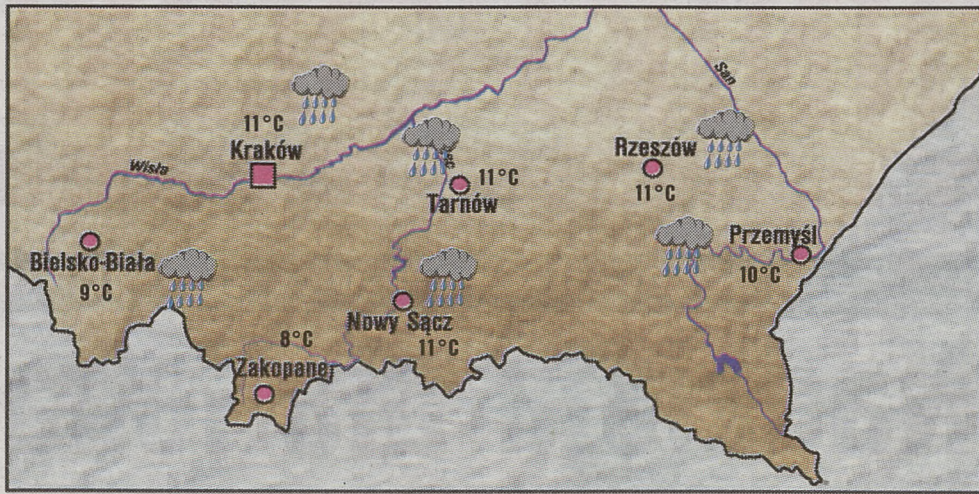 San
11°C
Kraków
Wisła
Rzeszów
11°C
11°C
Tarnów
Przemyśl
10°C
Bielsko-Biała
9°C
Nowy Sącz
11°C
8°C
Zakopane